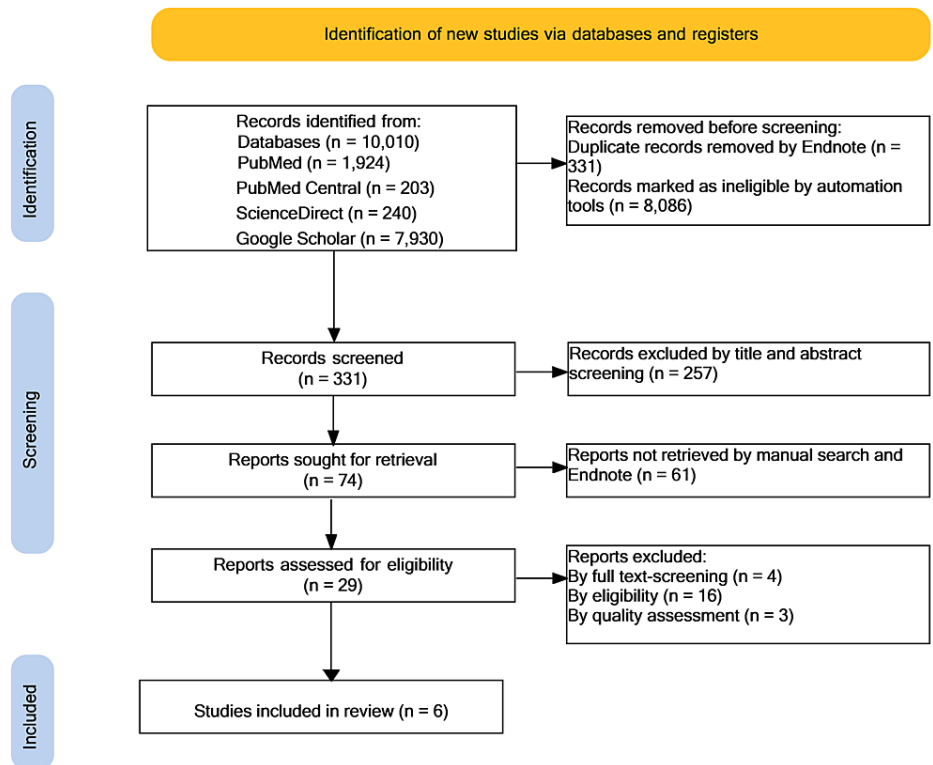 Identification of new studies via databases and registers
Identification
Records identified from:
Databases (n = 10,010)
PubMed (n = 1,924)
PubMed Central (n = 203)
ScienceDirect (n = 240)
Google Scholar (n = 7,930)
Records removed before screening:
Duplicate records removed by Endnote (n =
331)
Records marked as ineligible by automation
tools (n = 8,086)
Screening
Records screened
(n = 331)
Records excluded by title and abstract
screening (n = 257)
Reports sought for retrieval
(n = 74)
Reports not retrieved by manual search and
Endnote (n = 61)
Reports assessed for eligibility
(n = 29)
Reports excluded:
By full text-screening (n = 4)
By eligibility (n = 16)
By quality assessment (n = 3)
Included
Studies included in review (n = 6)